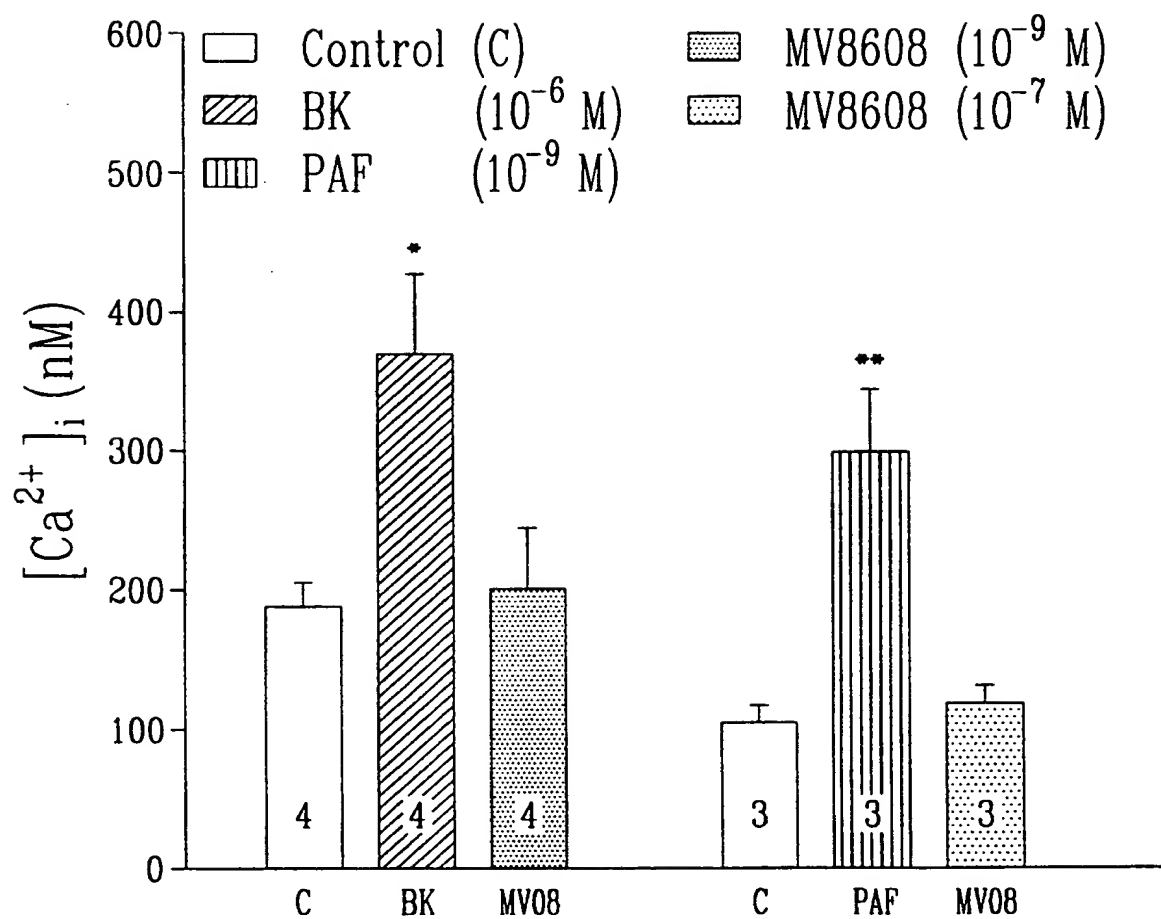 600
500
400
300
200
100
0
[Ca²⁺]ᵢ (nM)
Control (C)
BK (10⁻⁶ M)
PAF (10⁻⁹ M)
MV8608 (10⁻⁹ M)
MV8608 (10⁻⁷ M)
*
**
4 4 4 3 3 3
C BK MV08 C PAF MV08